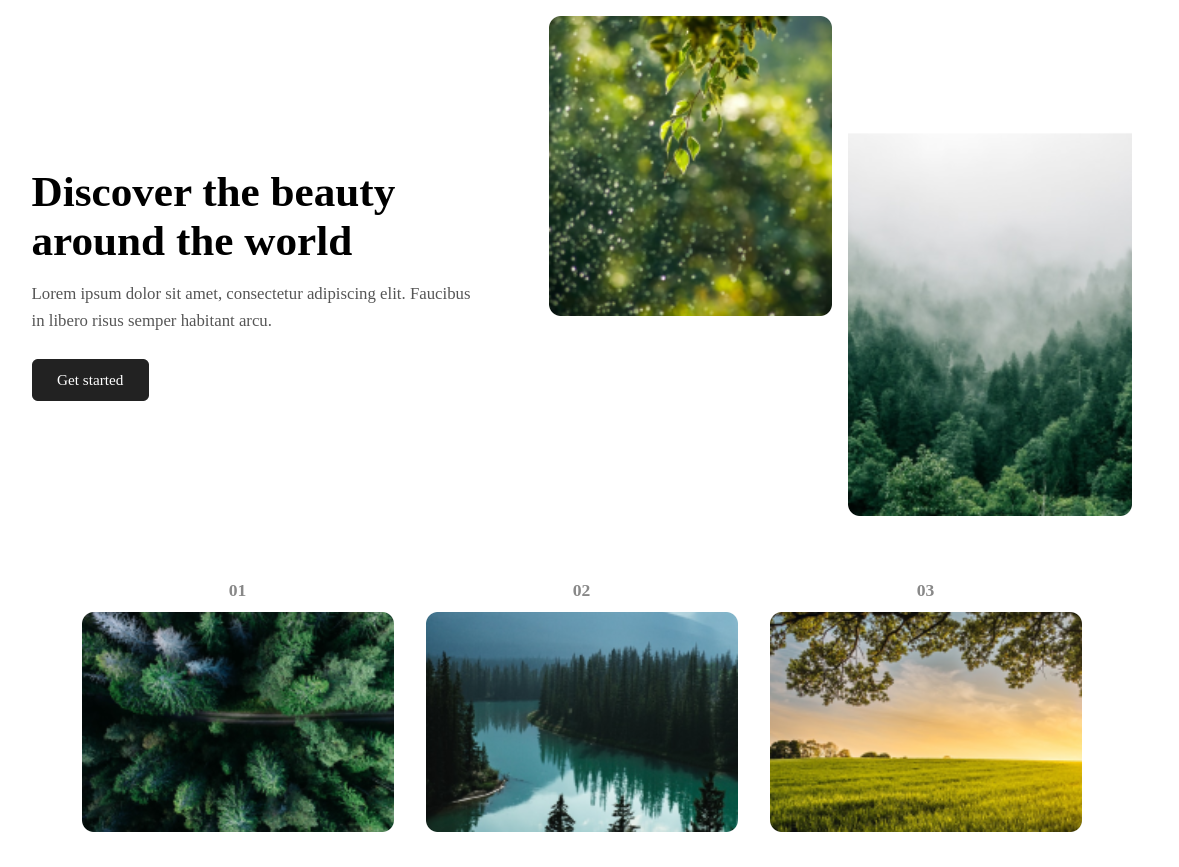 Discover the beauty
around the world
Lorem ipsum dolor sit amet, consectetur adipiscing elit. Faucibus
in libero risus semper habitant arcu.
Get started
01
02
03